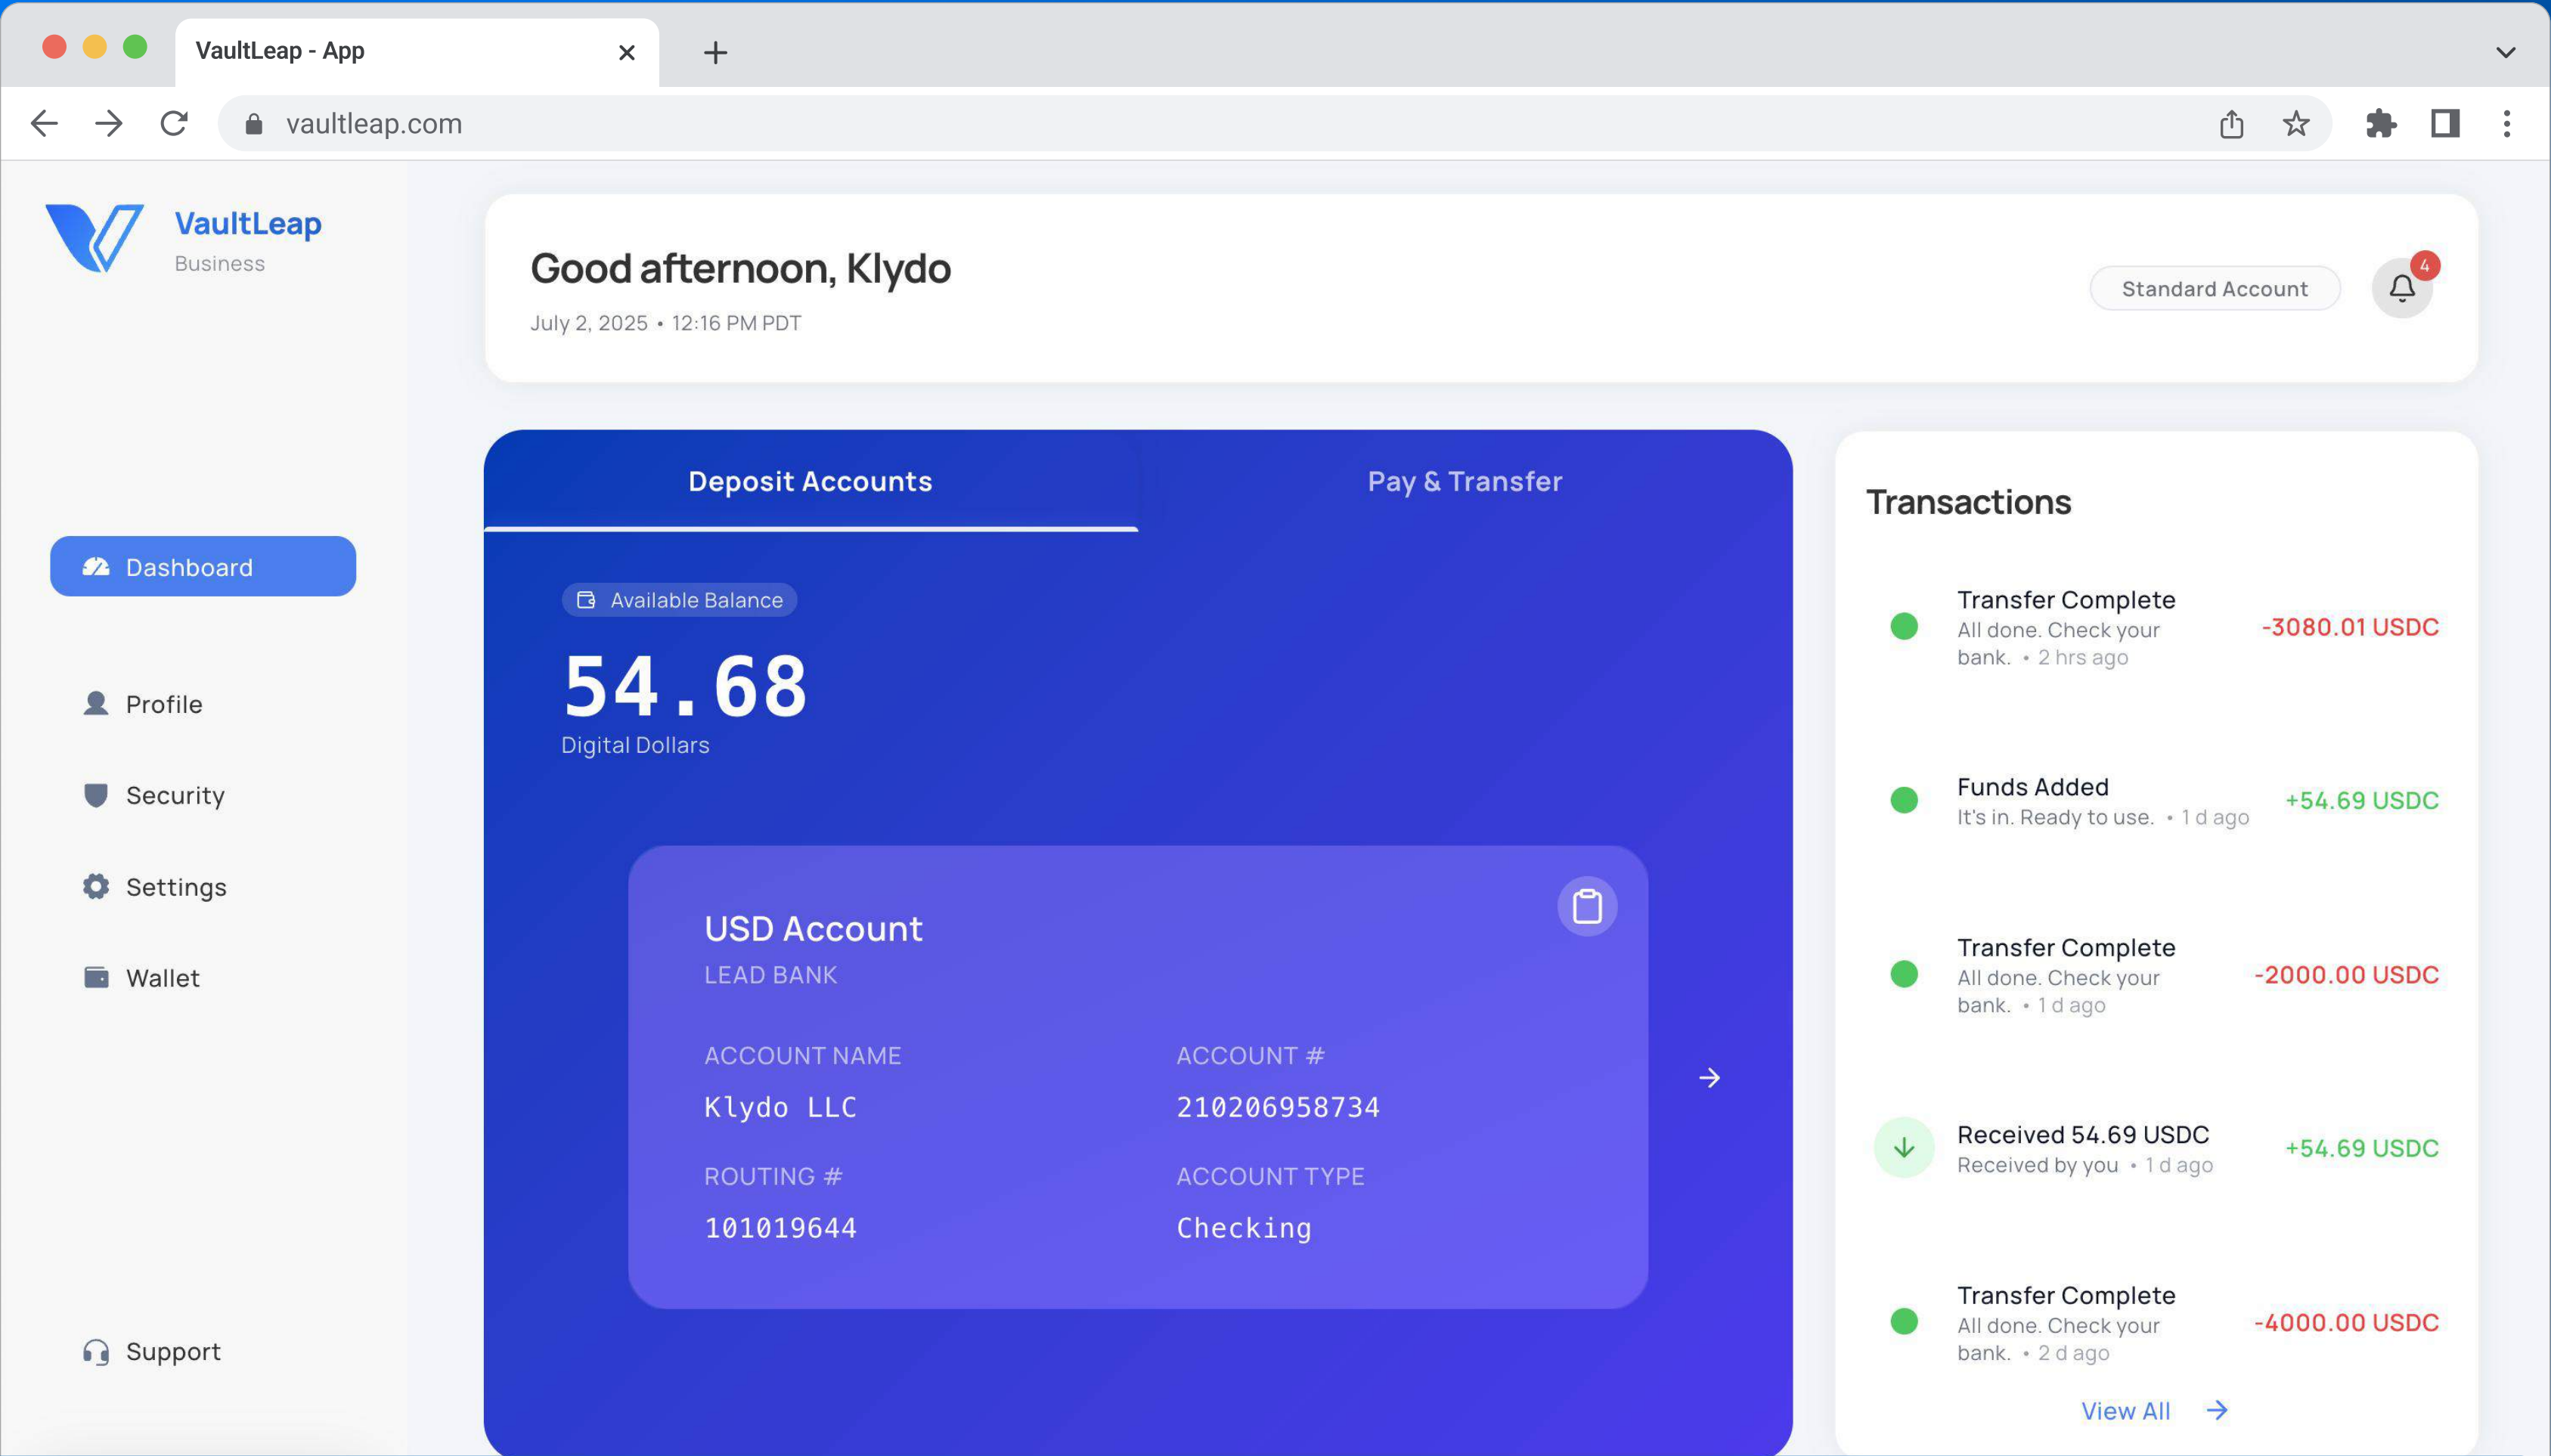 VaultLeap - App
vaultleap.com
VaultLeap
Business
Dashboard
Profile
Security
Settings
Wallet
Support
Good afternoon, Klydo
July 2, 2025 • 12:16 PM PDT
Standard Account
4
Deposit Accounts
Pay & Transfer
Available Balance
54.68
Digital Dollars
USD Account
LEAD BANK
ACCOUNT NAME
Klydo LLC
ACCOUNT #
210206958734
ROUTING #
101019644
ACCOUNT TYPE
Checking
Transactions
Transfer Complete
All done. Check your
bank. • 2 hrs ago
-3080.01 USDC
Funds Added
It's in. Ready to use. • 1 d ago
+54.69 USDC
Transfer Complete
All done. Check your
bank. • 1 d ago
-2000.00 USDC
Received 54.69 USDC
Received by you • 1 d ago
+54.69 USDC
Transfer Complete
All done. Check your
bank. • 2 d ago
-4000.00 USDC
View All